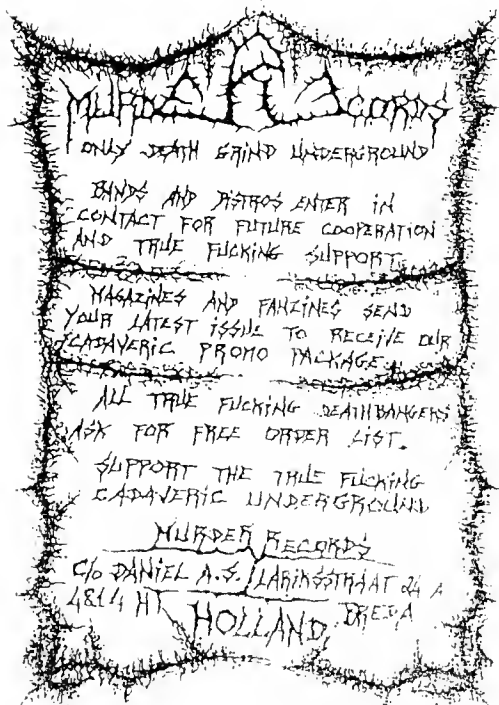 MURDER RECORDS
ONLY DEATH GRIND UNDERGROUND
BANDS AND DISTROS ENTER IN
CONTACT FOR FUTURE COOPERATION
AND TRUE FUCKING SUPPORT.
MAGAZINES AND FANZINES SEND
YOUR LATEST ISSUE TO RECEIVE OUR
CADAVERIC PROMO PACKAGE.
ALL TRUE FUCKING DEATHBANGERS
ASK FOR FREE ORDER LIST.
SUPPORT THE TRUE FUCKING
CADAVERIC UNDERGROUND
MURDER RECORDS
C/O DANIEL A.S. / LARIKSSTRAAT 24 A
4814 HT BREDA
HOLLAND